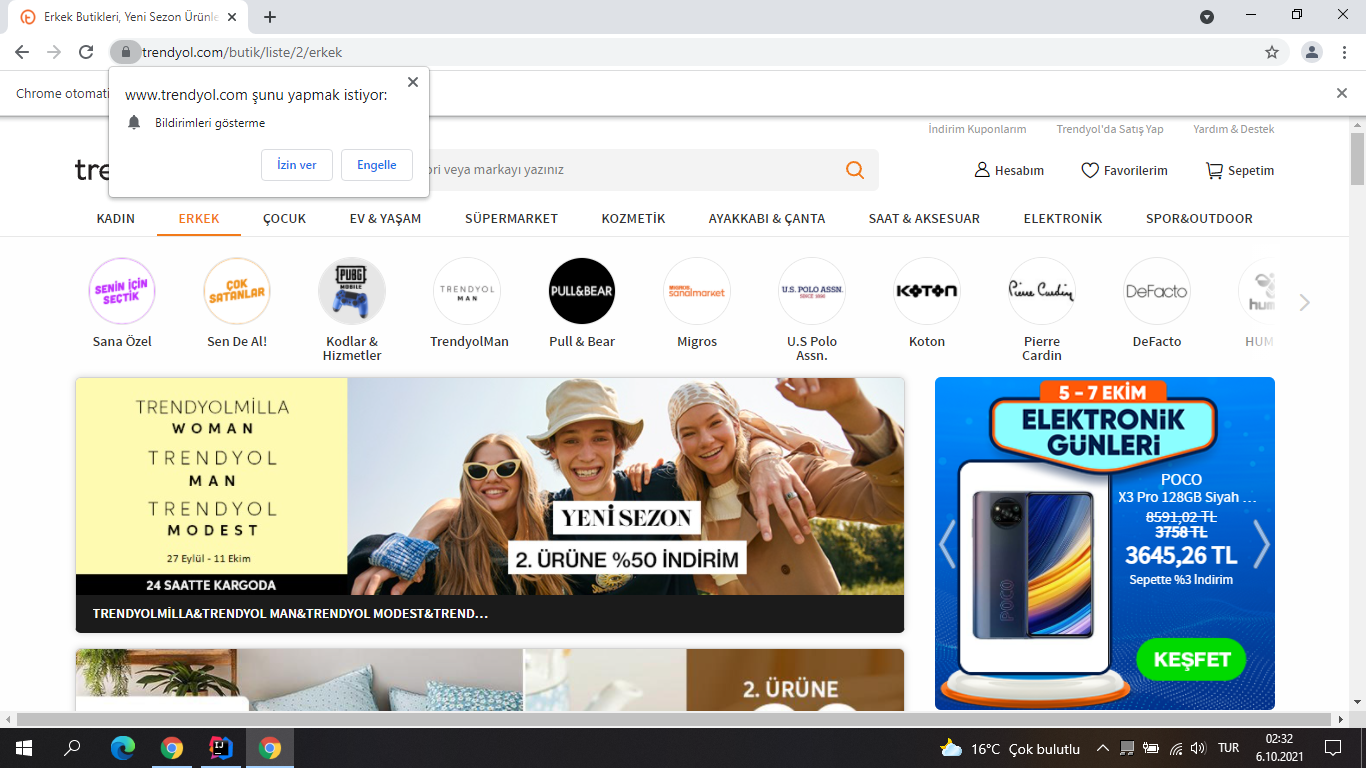 Erkek Butikleri, Yeni Sezon Ürünle
trendyol.com/butik/liste/2/erkek
Chrome otomati
www.trendyol.com şunu yapmak istiyor:
Bildirimleri gösterme
İzin ver
Engelle
İndirim Kuponlarım
Trendyol'da Satış Yap
Yardım & Destek
tre
ori veya markayı yazınız
Hesabım
Favorilerim
Sepetim
KADIN
ERKEK
ÇOCUK
EV & YAŞAM
SÜPERMARKET
KOZMETİK
AYAKKABI & ÇANTA
SAAT & AKSESUAR
ELEKTRONİK
SPOR&OUTDOOR
SENİN İÇİN
SEÇTİK
ÇOK
SATANLAR
PUBG
MOBILE
TRENDYOL
MAN
PULL&BEAR
MIGROS
sanalmarket
U.S. POLO ASSN.
SINCE 1890
KOTON
Pierre Cardin
DeFacto
hum
Sana Özel
Sen De Al!
Kodlar &
Hizmetler
TrendyolMan
Pull & Bear
Migros
U.S Polo
Assn.
Koton
Pierre
Cardin
DeFacto
HUM
TRENDYOLMİLLA
WOMAN
TRENDYOL
MAN
TRENDYOL
MODEST
27 Eylül - 11 Ekim
24 SAATTE KARGODA
YENİ SEZON
2. ÜRÜNE %50 İNDİRİM
TRENDYOLMİLLA&TRENDYOL MAN&TRENDYOL MODEST&TREND...
5 - 7 EKİM
ELEKTRONİK
GÜNLERİ
POCO
X3 Pro 128GB Siyah ...
8591,02 TL
3758 TL
3645,26 TL
Sepette %3 İndirim
POCO
KEŞFET
2. ÜRÜNE
16°C Çok bulutlu
TUR
02:32
6.10.2021